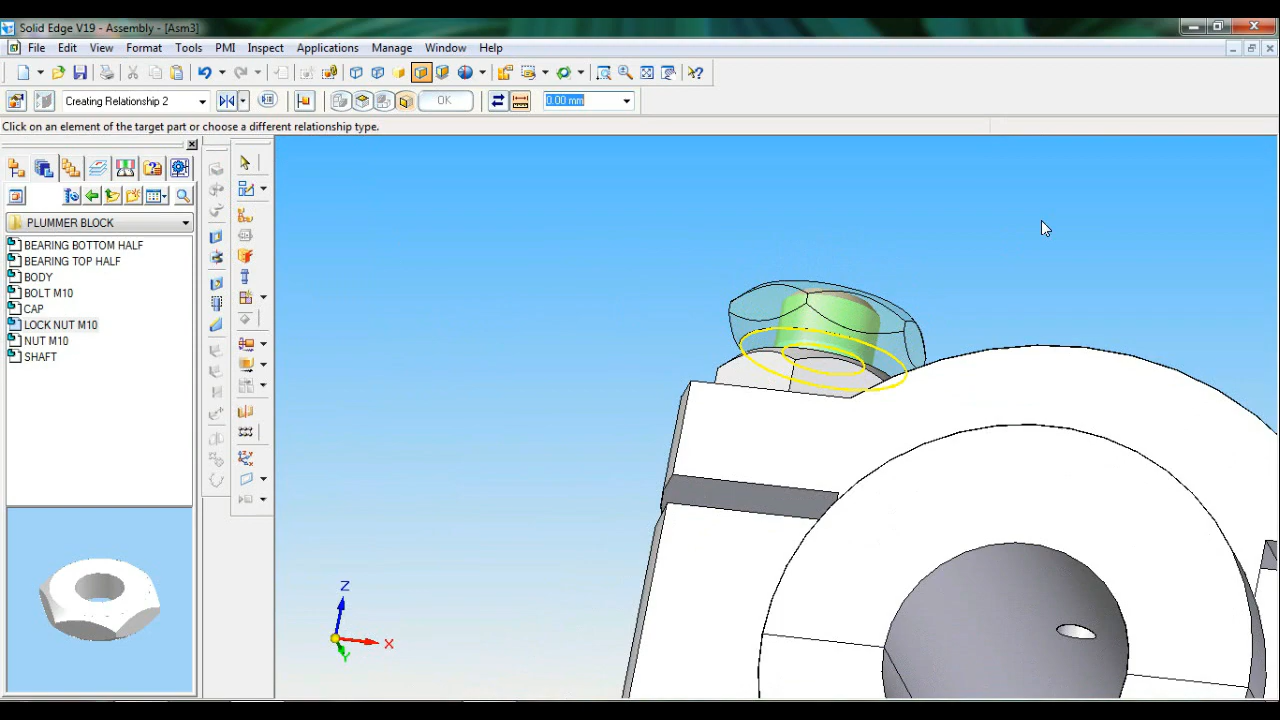 Solid Edge V19 - Assembly - [Asm3]
File Edit View Format Tools PMI Inspect Applications Manage Window Help
Creating Relationship 2 OK 0.00 mm
Click on an element of the target part or choose a different relationship type.
PLUMMER BLOCK
BEARING BOTTOM HALF
BEARING TOP HALF
BODY
BOLT M10
CAP
LOCK NUT M10
NUT M10
SHAFT
Z
X
Y